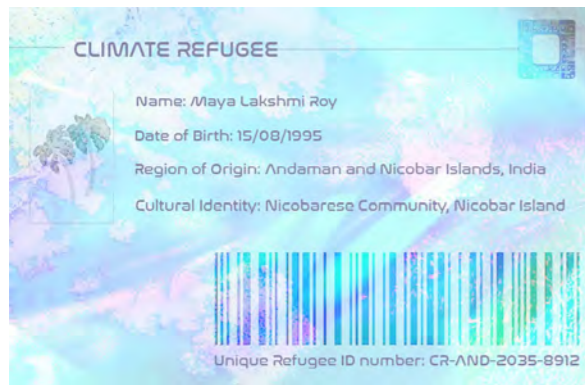 CLIMATE REFUGEE
Name: Maya Lakshmi Roy
Date of Birth: 15/08/1995
Region of Origin: Andaman and Nicobar Islands, India
Cultural Identity: Nicobarese Community, Nicobar Island
Unique Refugee ID number: CR-AND-2035-8912